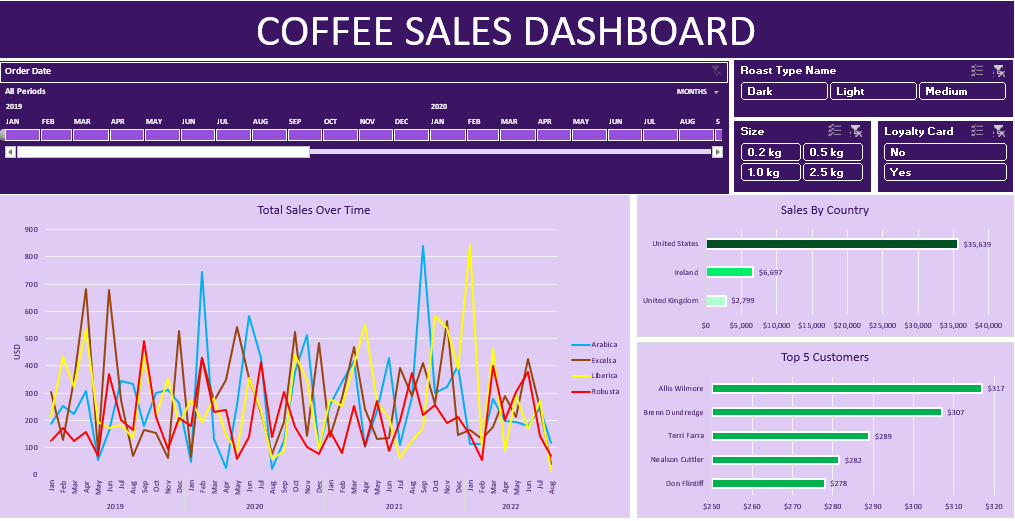 COFFEE SALES DASHBOARD
Order Date
All Periods
MONTHS
2019 2020
JAN FEB MAR APR MAY JUN JUL AUG SEP OCT NOV DEC JAN FEB MAR APR MAY JUN JUL AUG S
Roast Type Name
Dark Light Medium
Size
0.2 kg 0.5 kg
1.0 kg 2.5 kg
Loyalty Card
No
Yes
Total Sales Over Time
900
800
700
600
500
400
300
200
100
0
USD
Jan Feb Mar Apr May Jun Jul Aug Sep Oct Nov Dec Jan Feb Mar Apr May Jun Jul Aug Sep Oct Nov Dec Jan Feb Mar Apr May Jun Jul Aug Sep Oct Nov Dec Jan Feb Mar Apr May Jun Jul Aug
2019 2020 2021 2022
Arabica
Excelsa
Liberica
Robusta
Sales By Country
United States $35,639
Ireland $6,697
United Kingdom $2,799
$0 $5,000 $10,000 $15,000 $20,000 $25,000 $30,000 $35,000 $40,000
Top 5 Customers
Allis Wilmore $317
Brenn Dundredge $307
Terri Farra $289
Nealson Cuttler $282
Don Flintiff $278
$250 $260 $270 $280 $290 $300 $310 $320